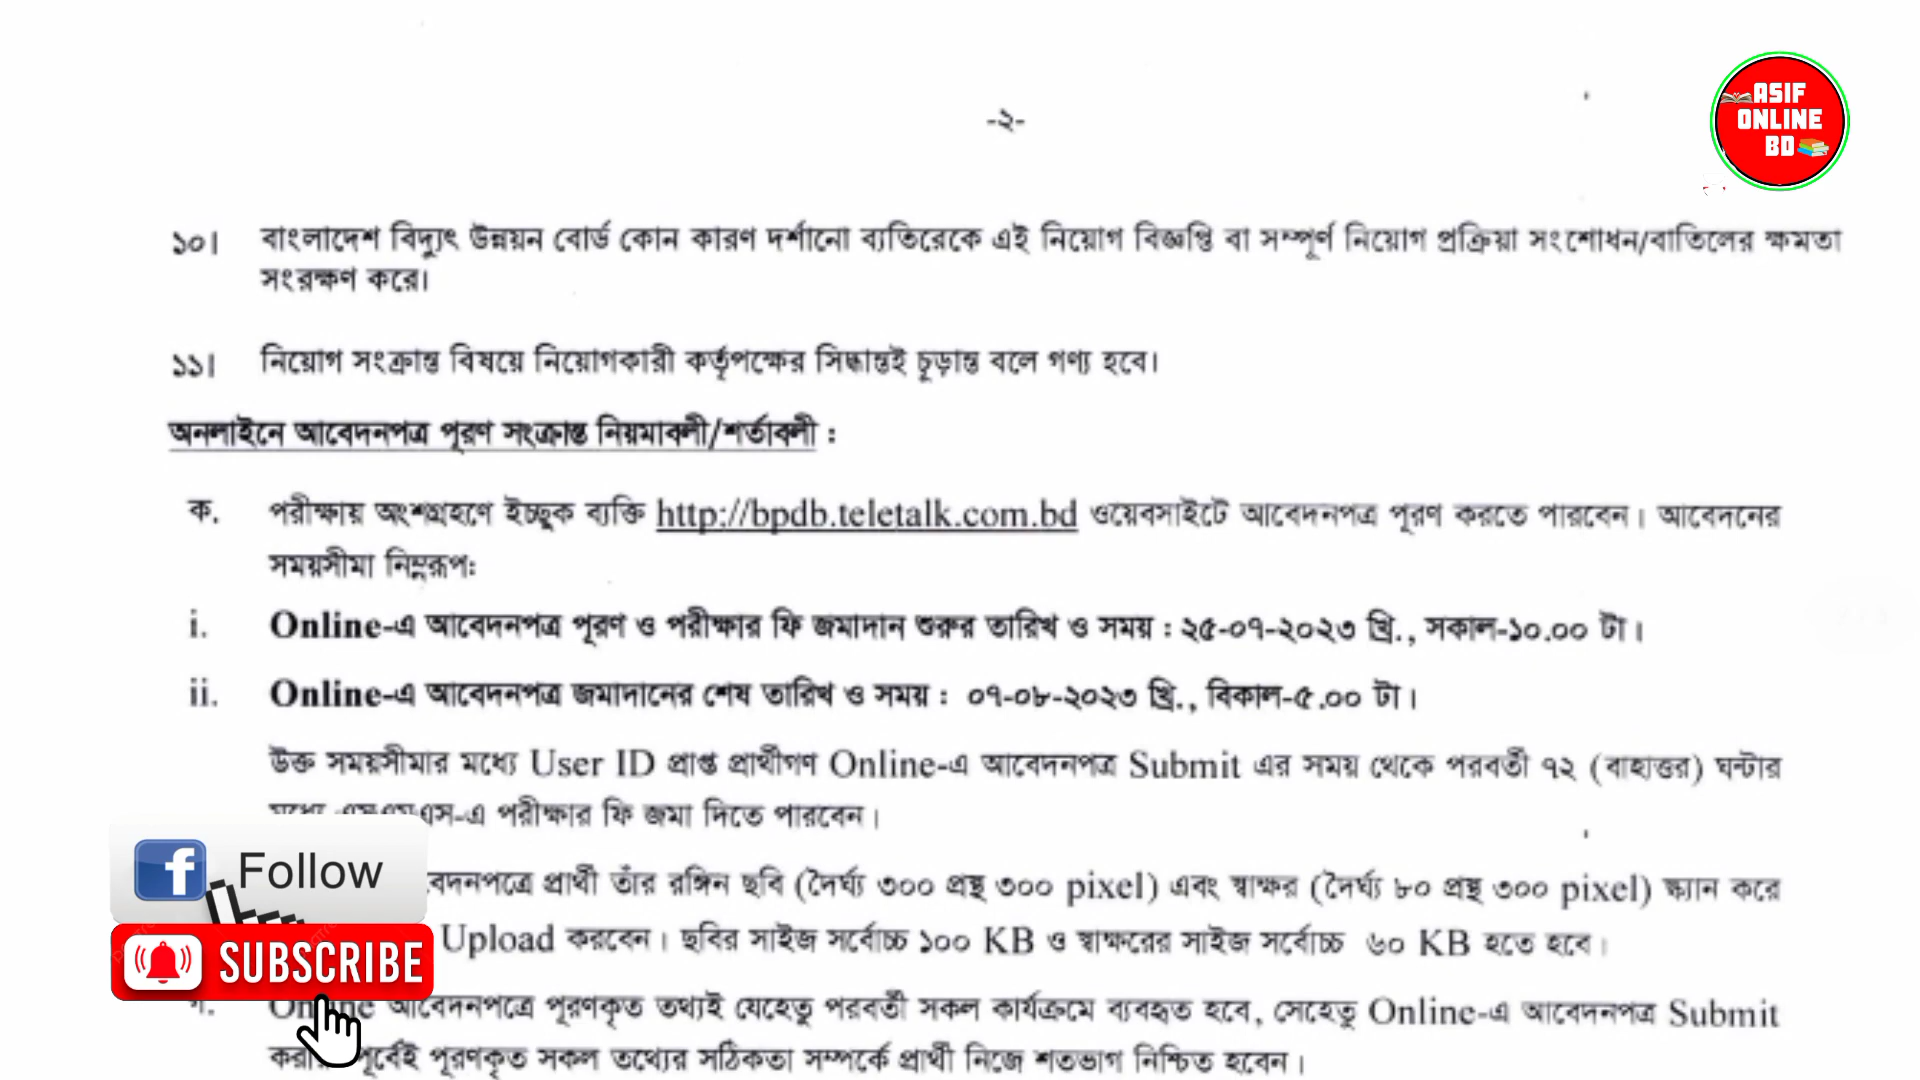 -২-
ASIF
ONLINE
BD
১০। বাংলাদেশ বিদ্যুৎ উন্নয়ন বোর্ড কোন কারণ দর্শানো ব্যতিরেকে এই নিয়োগ বিজ্ঞপ্তি বা সম্পূর্ণ নিয়োগ প্রক্রিয়া সংশোধন/বাতিলের ক্ষমতা
সংরক্ষণ করে।
১১। নিয়োগ সংক্রান্ত বিষয়ে নিয়োগকারী কর্তৃপক্ষের সিদ্ধান্তই চূড়ান্ত বলে গণ্য হবে।
অনলাইনে আবেদনপত্র পূরণ সংক্রান্ত নিয়মাবলী/শর্তাবলী :
ক. পরীক্ষায় অংশগ্রহণে ইচ্ছুক ব্যক্তি http://bpdb.teletalk.com.bd ওয়েবসাইটে আবেদনপত্র পূরণ করতে পারবেন। আবেদনের
সময়সীমা নিম্নরূপঃ
i. Online-এ আবেদনপত্র পূরণ ও পরীক্ষার ফি জমাদান শুরুর তারিখ ও সময় : ২৫-০৭-২০২৩ খ্রি., সকাল-১০.০০ টা।
ii. Online-এ আবেদনপত্র জমাদানের শেষ তারিখ ও সময় : ০৭-০৮-২০২৩ খ্রি., বিকাল-৫.০০ টা।
উক্ত সময়সীমার মধ্যে User ID প্রাপ্ত প্রার্থীগণ Online-এ আবেদনপত্র Submit এর সময় থেকে পরবর্তী ৭২ (বাহাত্তর) ঘন্টার
মধ্যে এসএমএস-এ পরীক্ষার ফি জমা দিতে পারবেন।
বেদনপত্রে প্রার্থী তাঁর রঙ্গিন ছবি (দৈর্ঘ্য ৩০০ প্রস্থ ৩০০ pixel) এবং স্বাক্ষর (দৈর্ঘ্য ৮০ প্রস্থ ৩০০ pixel) স্ক্যান করে
Upload করবেন। ছবির সাইজ সর্বোচ্চ ১০০ KB ও স্বাক্ষরের সাইজ সর্বোচ্চ ৬০ KB হতে হবে।
Online আবেদনপত্রে পূরণকৃত তথ্যই যেহেতু পরবর্তী সকল কার্যক্রমে ব্যবহৃত হবে, সেহেতু Online-এ আবেদনপত্র Submit
পূর্বেই পূরণকৃত সকল তথ্যের সঠিকতা সম্পর্কে প্রার্থী নিজে শতভাগ নিশ্চিত হবেন।
Follow
SUBSCRIBE